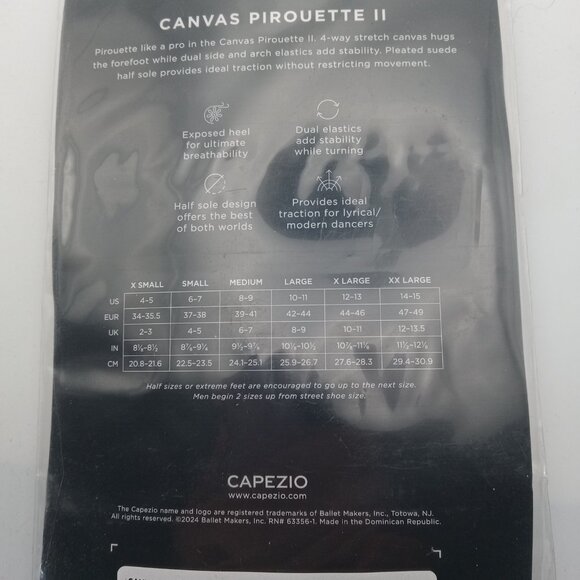 CANVAS PIROUETTE II
Pirouette like a pro in the Canvas Pirouette II. 4-way stretch canvas hugs
the forefoot while dual side and arch elastics add stability. Pleated suede
half sole provides ideal traction without restricting movement.
Exposed heel
for ultimate
breathability
Dual elastics
add stability
while turning
Half sole design
offers the best
of both worlds
Provides ideal
traction for lyrical/
modern dancers
X SMALL SMALL MEDIUM LARGE X LARGE XX LARGE
US 4-5 6-7 8-9 10-11 12-13 14-15
EUR 34-35.5 37-38 39-41 42-44 44-46 47-49
UK 2-3 4-5 6-7 8-9 10-11 12-13.5
IN
CM 20.8-21.6 22.5-23.5 24.1-25.1 25.9-26.7 27.6-28.3 29.4-30.9
Half sizes or extreme feet are encouraged to go up to the next size.
Men begin 2 sizes up from street shoe size.
CAPEZIO
www.capezio.com
The Capezio name and logo are registered trademarks of Ballet Makers, Inc., Totowa, NJ.
All rights reserved. ©2024 Ballet Makers, Inc. RN# 63356-1. Made in the Dominican Republic.